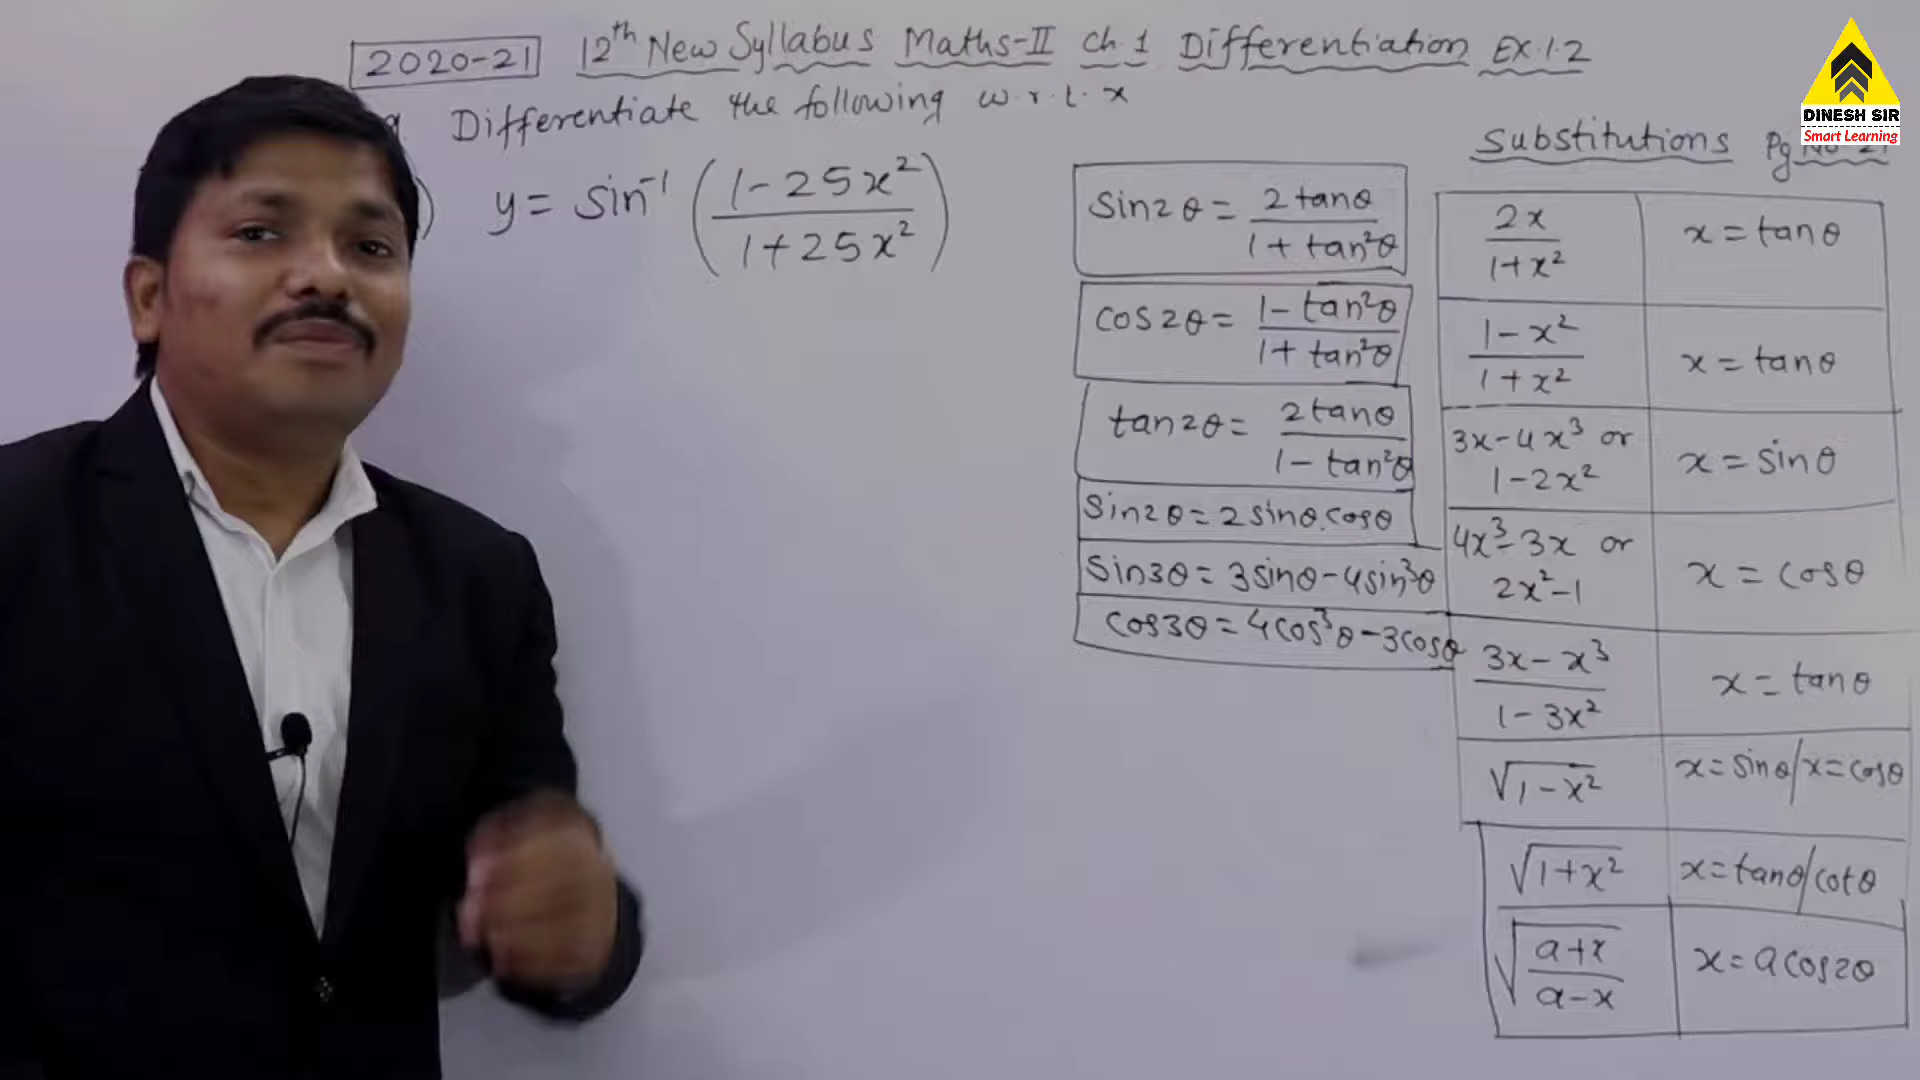 2020-21 12th New Syllabus Maths-II Ch.1 Differentiation Ex.1.2
Differentiate the following w.r.t. x
) y = sin⁻¹ ( (1-25x²) / (1+25x²) )
sin2θ = 2tanθ / (1+tan²θ)
cos2θ = (1-tan²θ) / (1+tan²θ)
tan2θ = 2tanθ / (1-tan²θ)
sin2θ = 2sinθ.cosθ
sin3θ = 3sinθ-4sin³θ
cos3θ = 4cos³θ-3cosθ
DINESH SIR
Smart Learning
Substitutions Pg
2x / (1+x²) x = tanθ
(1-x²) / (1+x²) x = tanθ
3x-4x³ or
1-2x² x = sinθ
4x³-3x or
2x²-1 x = cosθ
(3x-x³) / (1-3x²) x = tanθ
√(1-x²) x=sinθ/x=cosθ
√(1+x²) x=tanθ/cotθ
√((a+x) / (a-x)) x=acos2θ